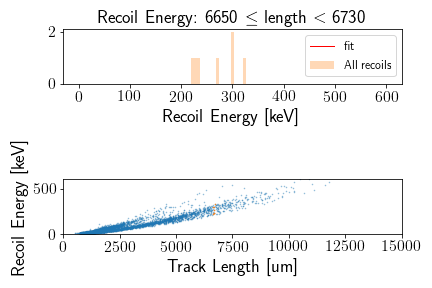 Recoil Energy: 6650 ≤ length < 6730
2
0
fit
All recoils
0 100 200 300 400 500 600
Recoil Energy [keV]
Recoil Energy [keV]
500
0
0 2500 5000 7500 10000 12500 15000
Track Length [um]